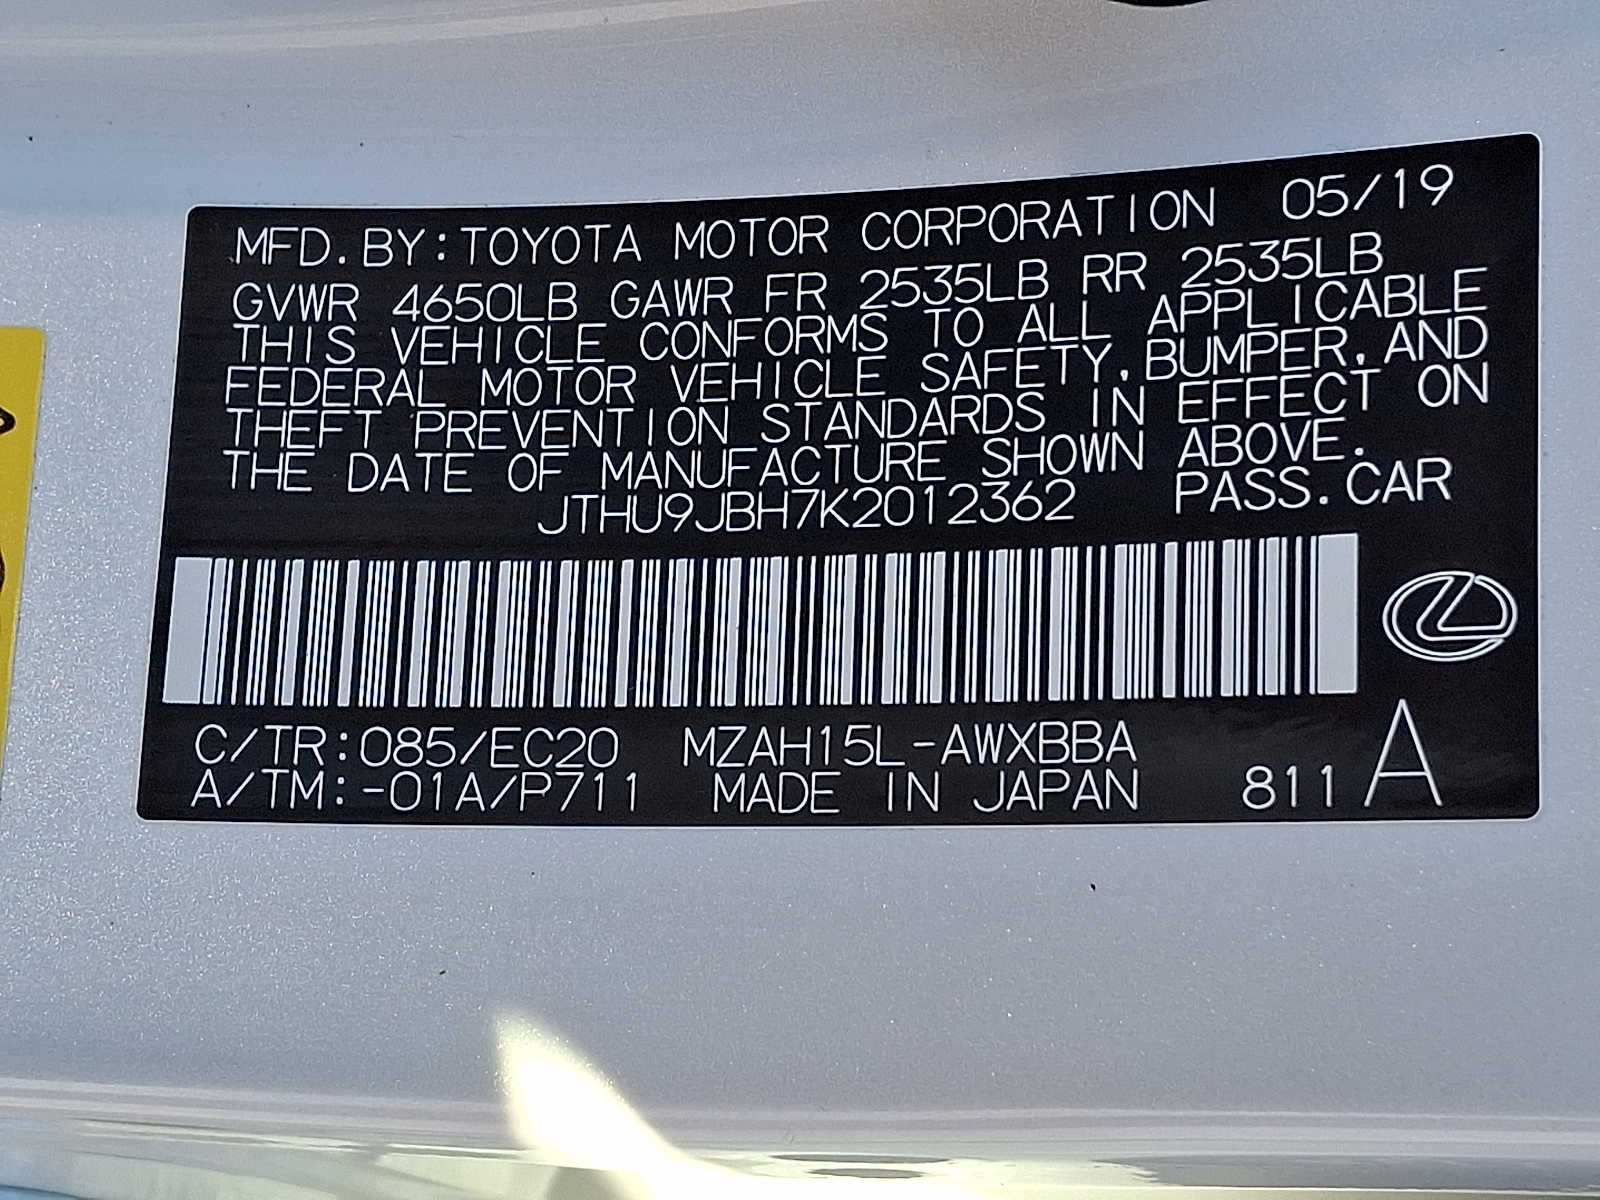 MFD.BY:TOYOTA MOTOR CORPORATION 05/19
GVWR 4650LB GAWR FR 2535LB RR 2535LB
THIS VEHICLE CONFORMS TO ALL APPLICABLE
FEDERAL MOTOR VEHICLE SAFETY,BUMPER,AND
THEFT PREVENTION STANDARDS IN EFFECT ON
THE DATE OF MANUFACTURE SHOWN ABOVE.
JTHU9JBH7K2012362 PASS.CAR
C/TR:085/EC20 MZAH15L-AWXBBA
A/TM:-01A/P711 MADE IN JAPAN 811 A